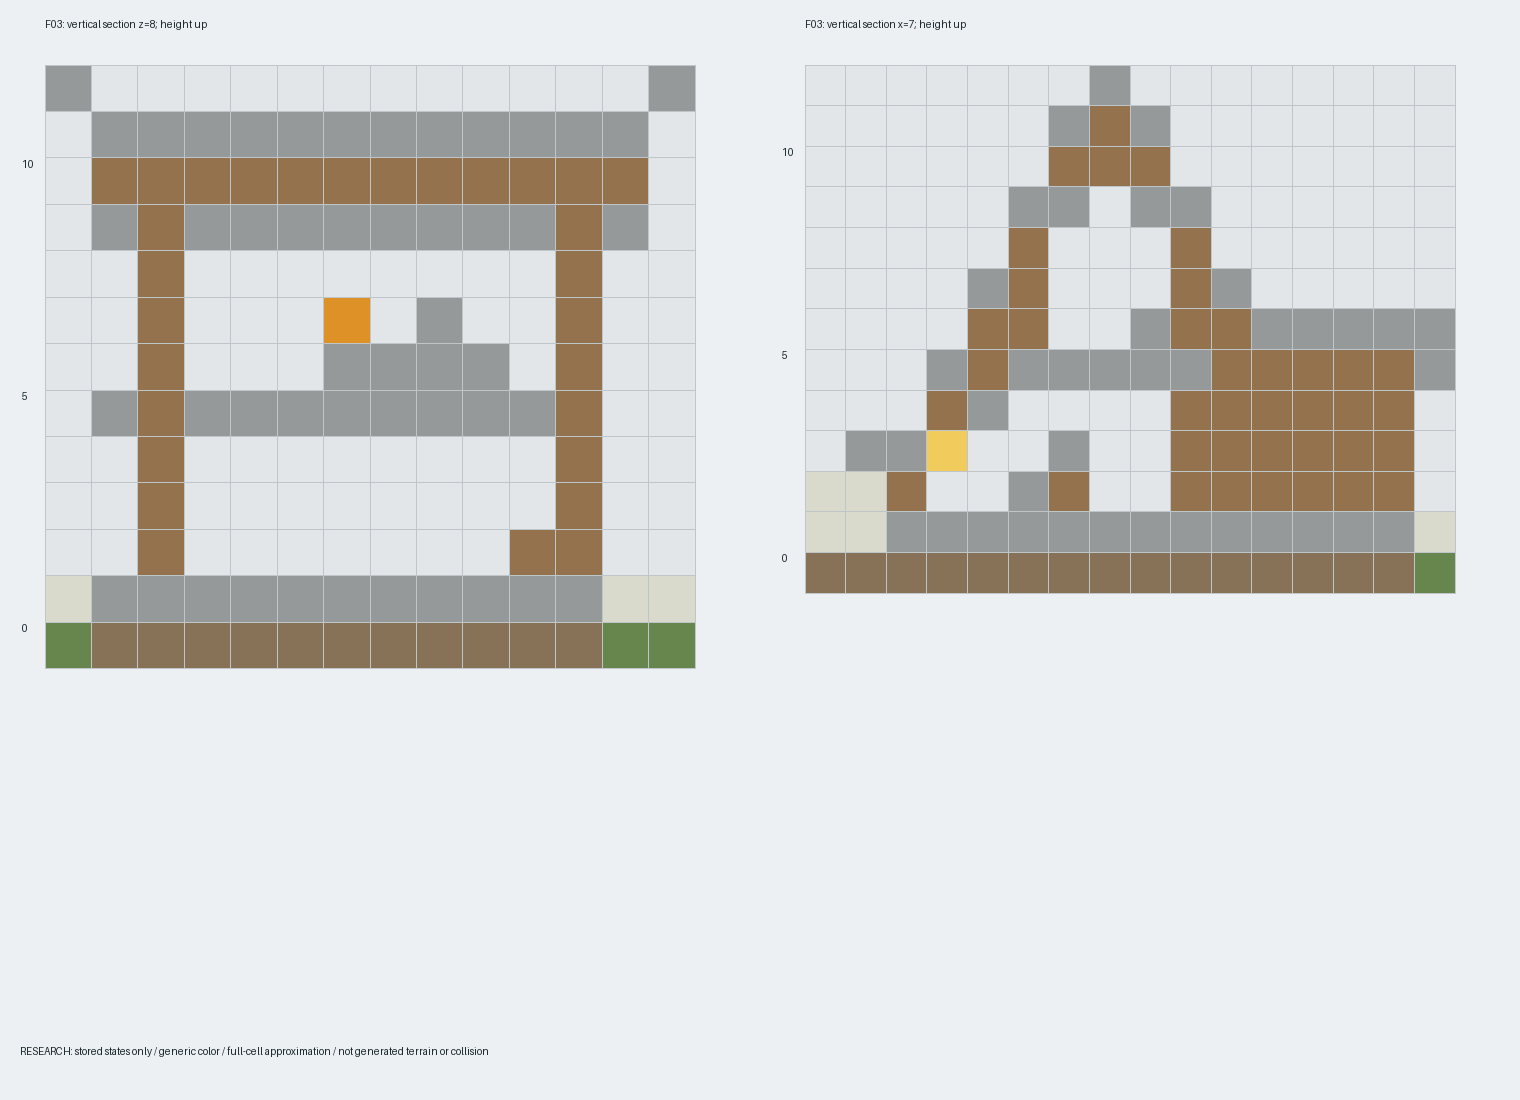 F03: vertical section z=8; height up
F03: vertical section x=7; height up
10
5
0
10
5
0
RESEARCH: stored states only / generic color / full-cell approximation / not generated terrain or collision